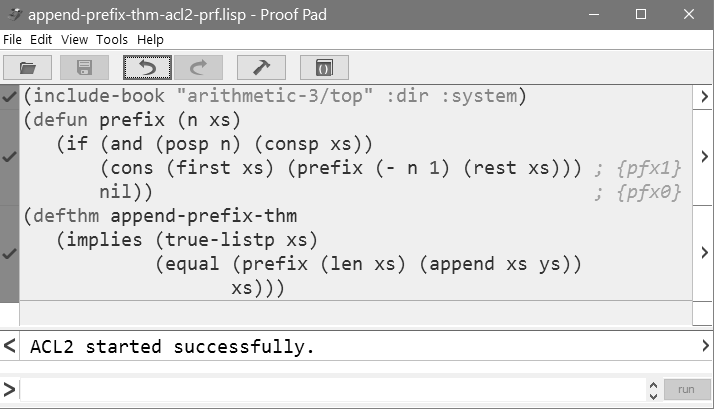 append-prefix-thm-acl2-prf.lisp - Proof Pad
File Edit View Tools Help
(include-book "arithmetic-3/top" :dir :system)
(defun prefix (n xs)
   (if (and (posp n) (consp xs))
       (cons (first xs) (prefix (- n 1) (rest xs))) ; {pfx1}
       nil))                                        ; {pfx0}
(defthm append-prefix-thm
   (implies (true-listp xs)
            (equal (prefix (len xs) (append xs ys))
                   xs)))
< ACL2 started successfully. >
>
run